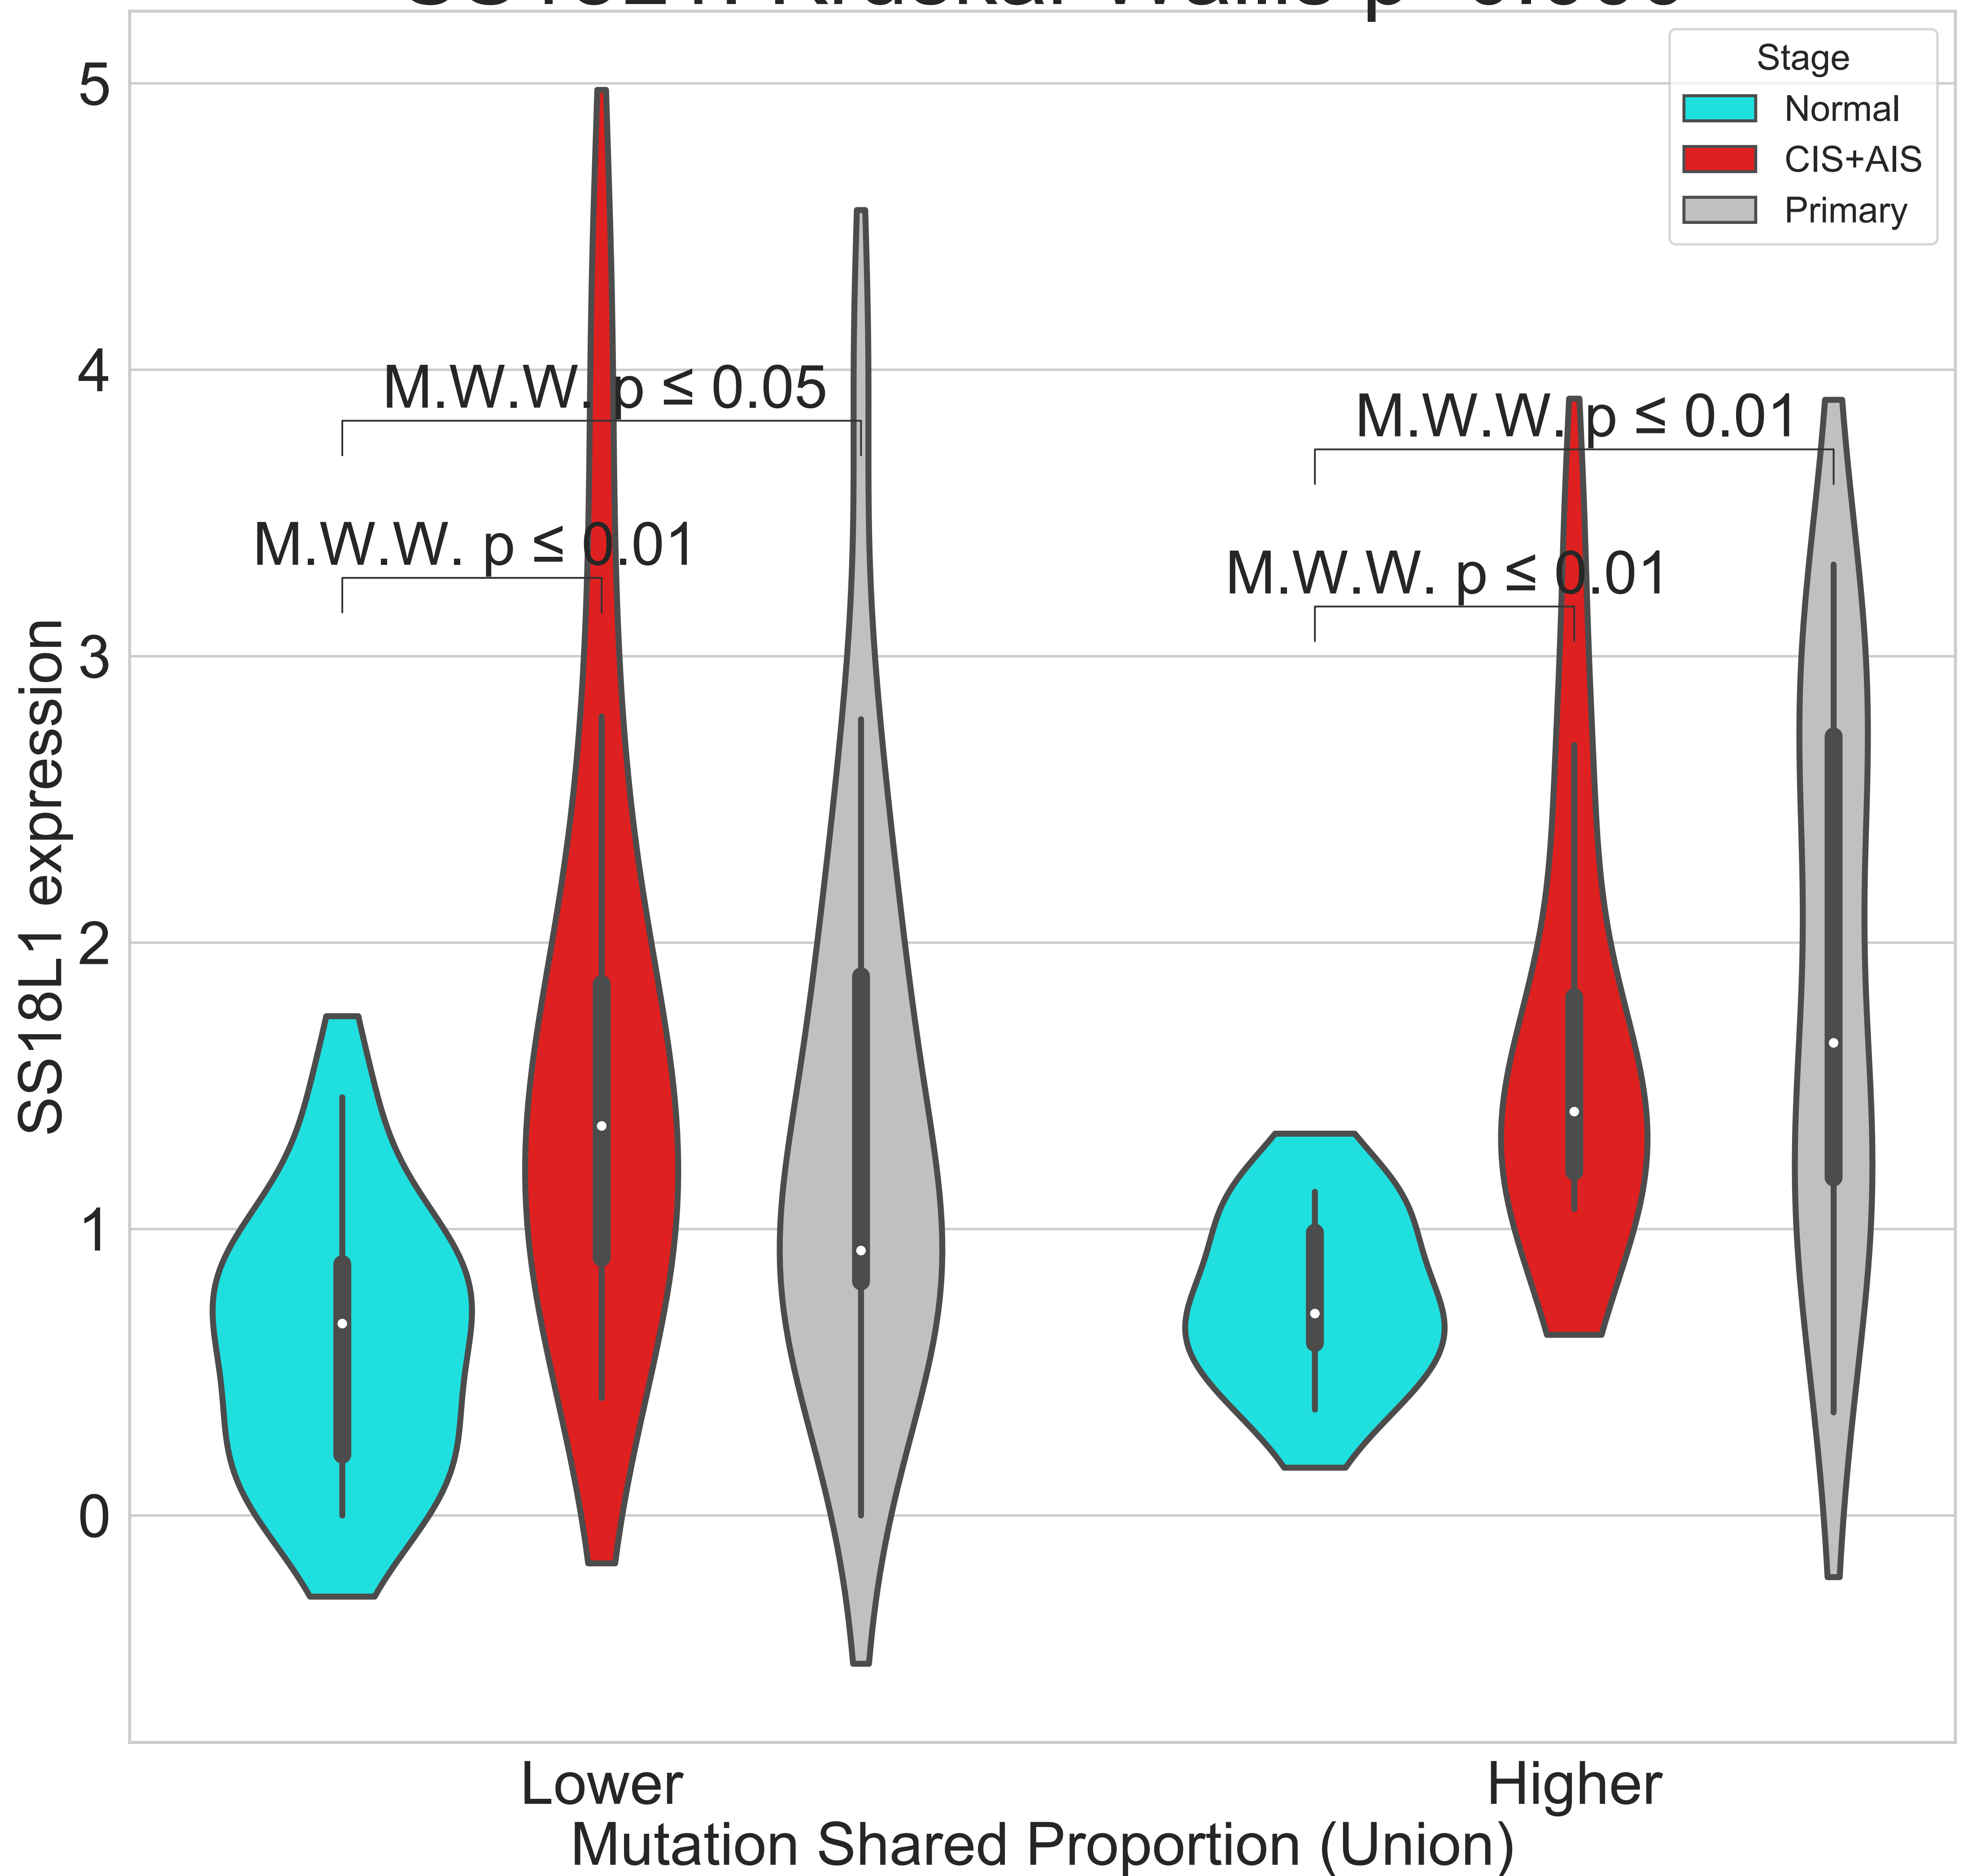 Stage
Normal
CIS+AIS
Primary
5
4
3
2
1
0
SS18L1 expression
M.W.W. p ≤ 0.05
M.W.W. p ≤ 0.01
M.W.W. p ≤ 0.01
M.W.W. p ≤ 0.01
Lower
Higher
Mutation Shared Proportion (Union)